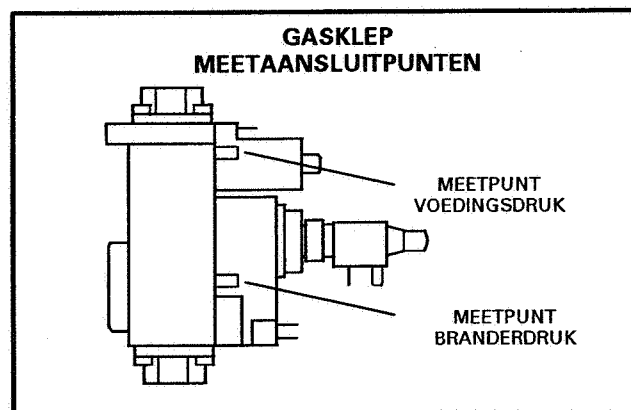 GASKLEP
MEETAANSLUITPUNTEN
MEETPUNT
VOEDINGSDRUK
MEETPUNT
BRANDERDRUK